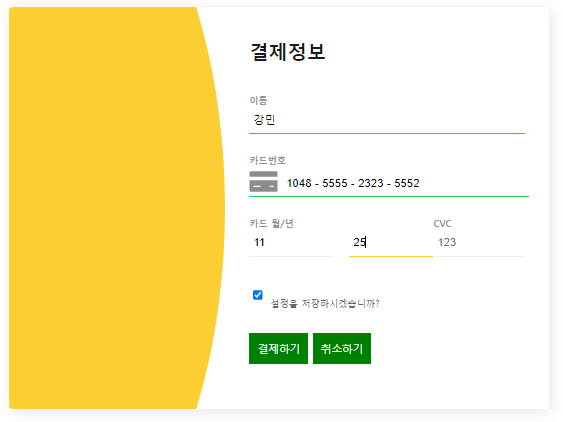 결제정보
이름
강민
카드번호
1048 - 5555 - 2323 - 5552
카드 월/년 CVC
11 25 123
설정을 저장하시겠습니까?
결제하기 취소하기